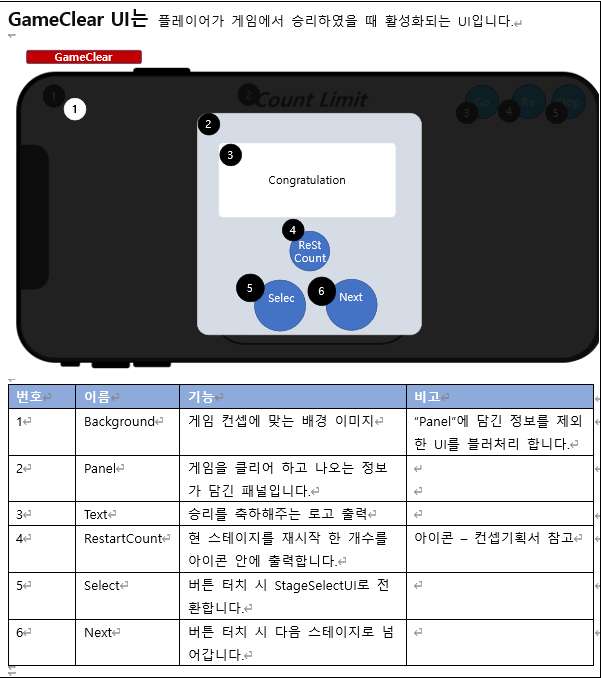 GameClear UI는 플레이어가 게임에서 승리하였을 때 활성화되는 UI입니다.
GameClear
1
2
Count Limit
3
Go
4
Re
5
Stop
1
2
3
Congratulation
4
ReSt
Count
5
Selec
6
Next
번호 이름 기능 비고
1 Background 게임 컨셉에 맞는 배경 이미지 “Panel”에 담긴 정보를 제외
한 UI를 블러처리 합니다.
2 Panel 게임을 클리어 하고 나오는 정보
가 담긴 패널입니다.
3 Text 승리를 축하해주는 로고 출력
4 RestartCount 현 스테이지를 재시작 한 개수를 아이콘 – 컨셉기획서 참고
아이콘 안에 출력합니다.
5 Select 버튼 터치 시 StageSelectUI로 전
환합니다.
6 Next 버튼 터치 시 다음 스테이지로 넘
어갑니다.